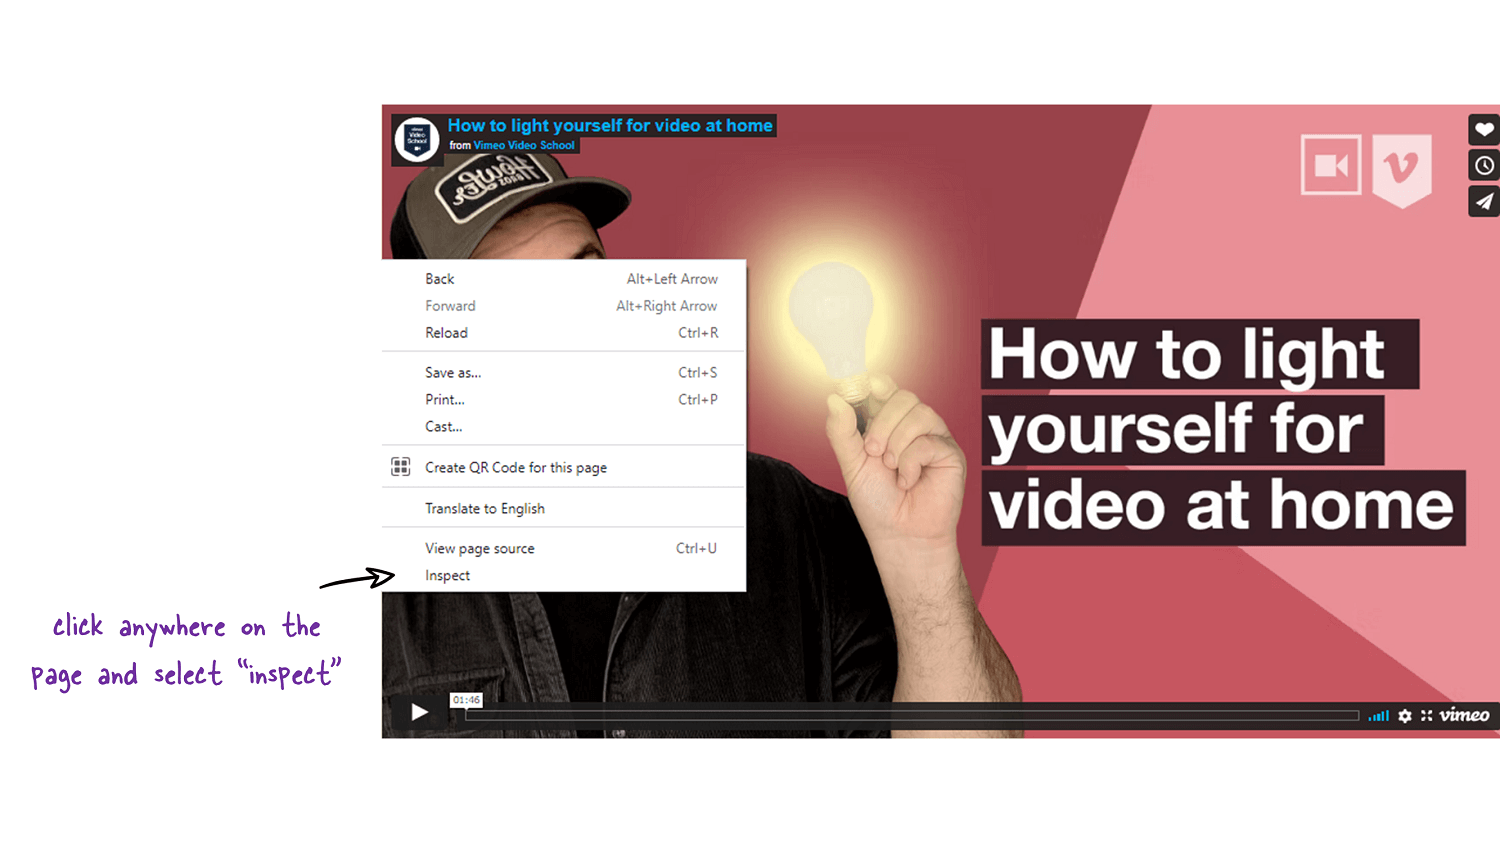 How to light yourself for video at home
from Vimeo Video School
vimeo
Video
School
Back Alt+Left Arrow
Forward Alt+Right Arrow
Reload Ctrl+R
Save as... Ctrl+S
Print... Ctrl+P
Cast...
Create QR Code for this page
Translate to English
View page source Ctrl+U
Inspect
click anywhere on the
page and select “inspect”
How to light
yourself for
video at home
01:46
vimeo